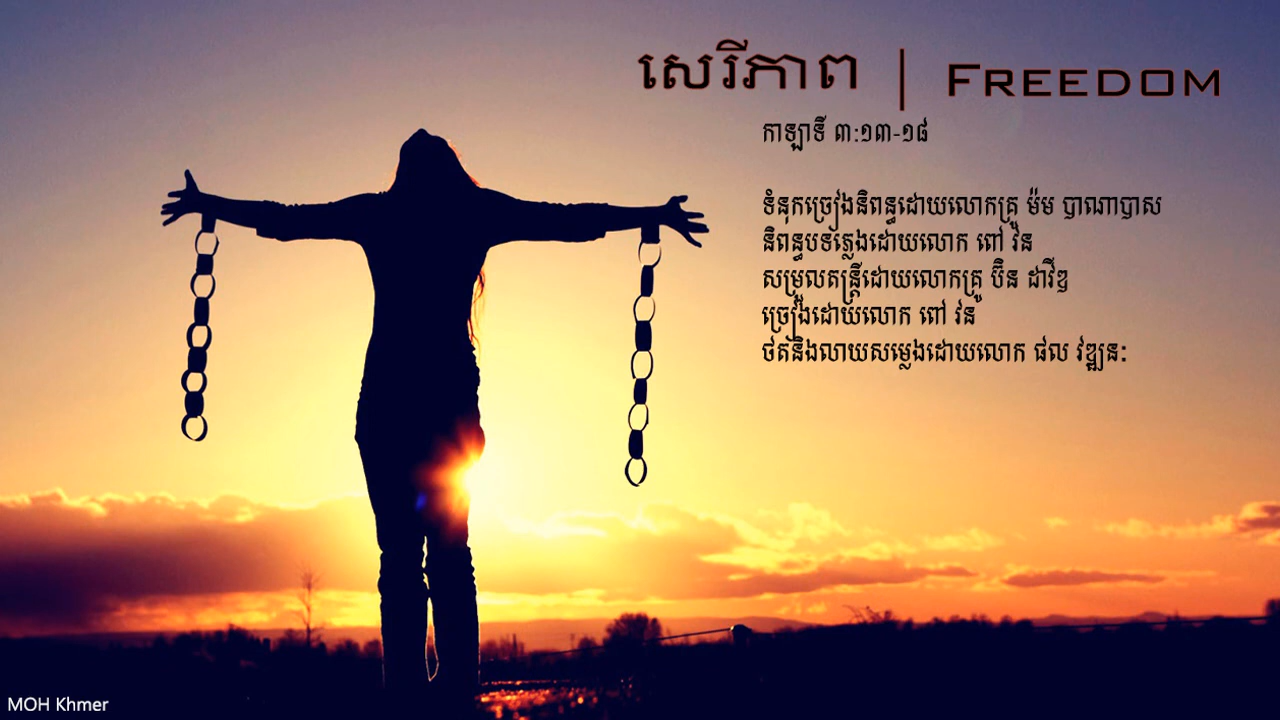 សេរីភាព | FREEDOM
កាឡាទី ៣:១៣-១៨
ទំនុកច្រៀងនិពន្ធដោយលោកគ្រូ ម៉ម បាណាបាស
និពន្ធបទភ្លេងដោយលោក ពៅ វ័ន
សម្រួលតន្ត្រីដោយលោកគ្រូ ប៊ិន ដាវីឌ
ច្រៀងដោយលោក ពៅ វ័ន
ថតនិងលាយសម្លេងដោយលោក ផល វឌ្ឍនៈ
MOH Khmer